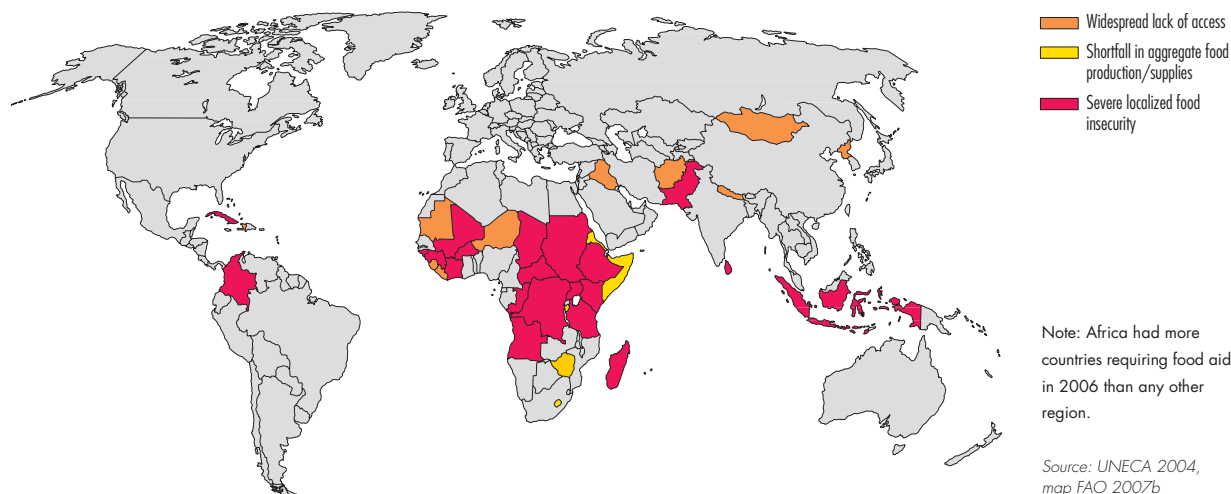 Widespread lack of access
Shortfall in aggregate food
production/supplies
Severe localized food
insecurity
Note: Africa had more
countries requiring food aid
in 2006 than any other
region.
Source: UNECA 2004,
map FAO 2007b